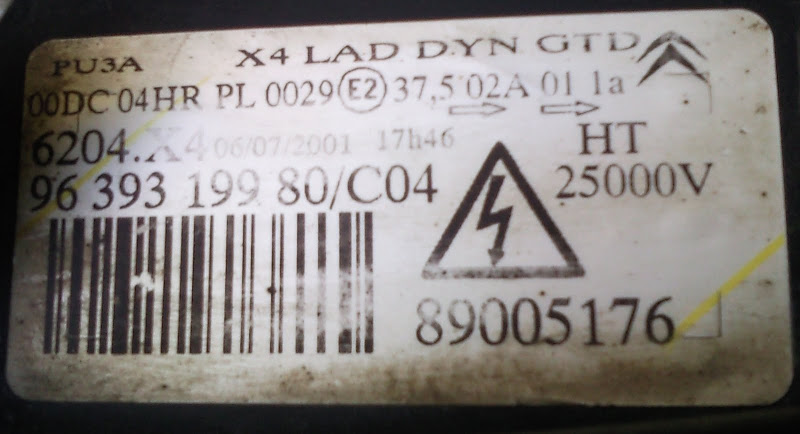 PU3A X4 LAD DYN GTD
00DC 04HR PL 0029 E2 37,5 02A 01 1a
6204.X4 06/07/2001 17h46 HT
96 393 199 80/C04 25000V
89005176